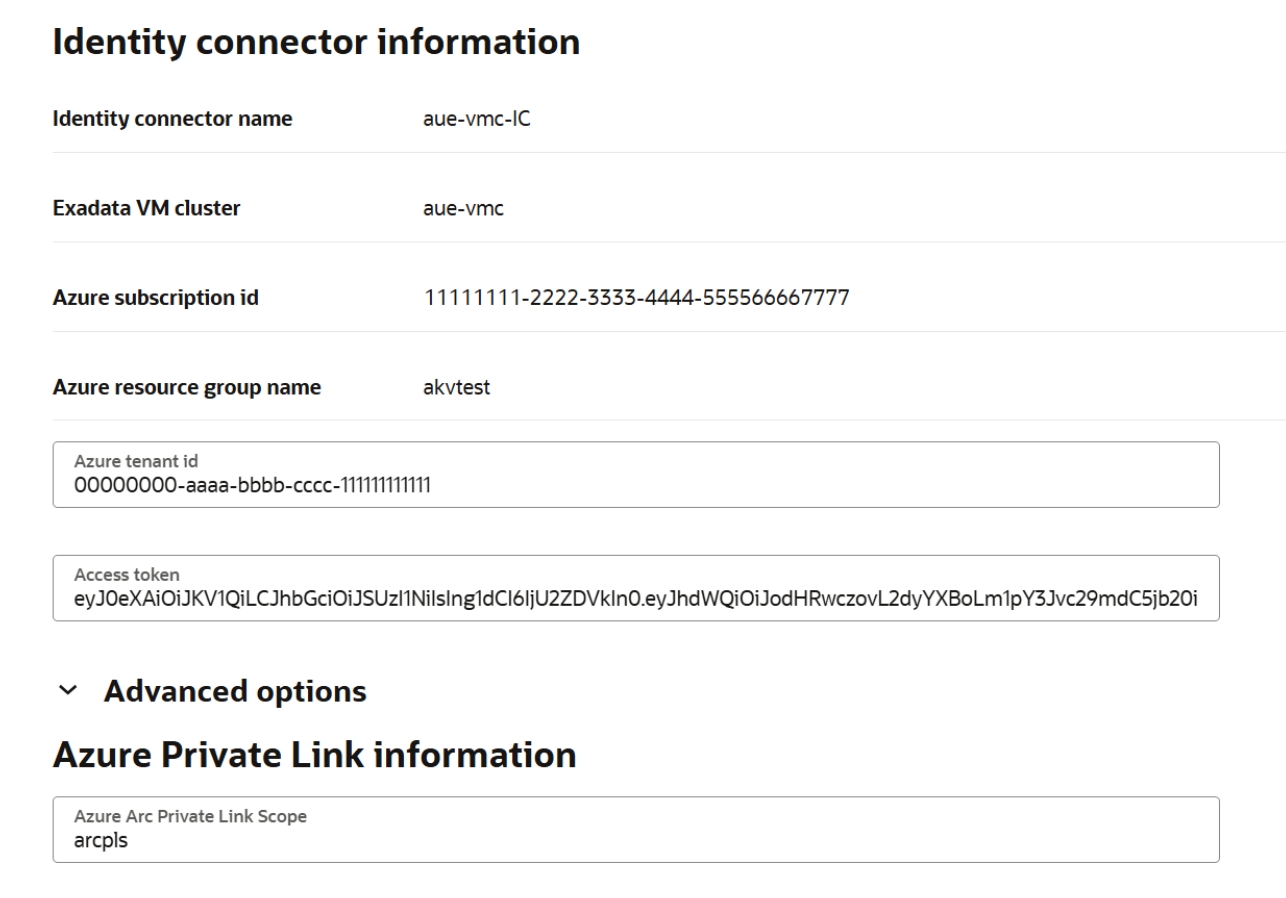 Identity connector information
Identity connector name aue-vmc-IC
Exadata VM cluster aue-vmc
Azure subscription id 11111111-2222-3333-4444-555566667777
Azure resource group name akvtest
Azure tenant id
00000000-aaaa-bbbb-cccc-111111111111
Access token
eyJ0eXAiOiJKV1QiLCJhbGciOiJSUzI1NiIsIng1dCI6IjU2ZDVkIn0.eyJhdWQiOiJodHRwczovL2dyYXBoLm1pY3Jvc29mdC5jb20i
Advanced options
Azure Private Link information
Azure Arc Private Link Scope
arcpls